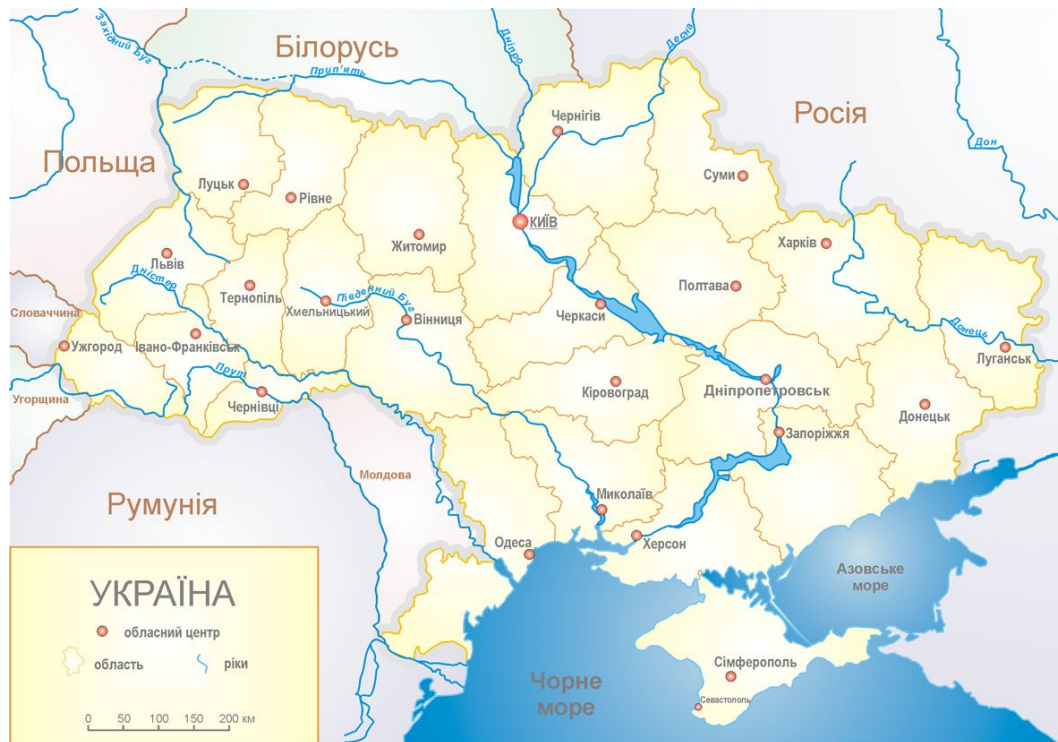 Білорусь
Росія
Польща
Словаччина
Угорщина
Румунія
Молдова
Західний Буг
Прип'ять
Дніпро
Десна
Дон
Чернігів
Суми
Луцьк
Рівне
КИЇВ
Житомир
Харків
Львів
Дністер
Тернопіль
Хмельницький
Південний Буг
Вінниця
Черкаси
Полтава
Донець
Луганськ
Ужгород
Івано-Франківськ
Прут
Чернівці
Кіровоград
Дніпропетровськ
Донецьк
Запоріжжя
Миколаїв
Херсон
Одеса
Азовське
море
Сімферополь
Севастополь
Чорне
море
УКРАЇНА
обласний центр
область
ріки
0 50 100 150 200 км